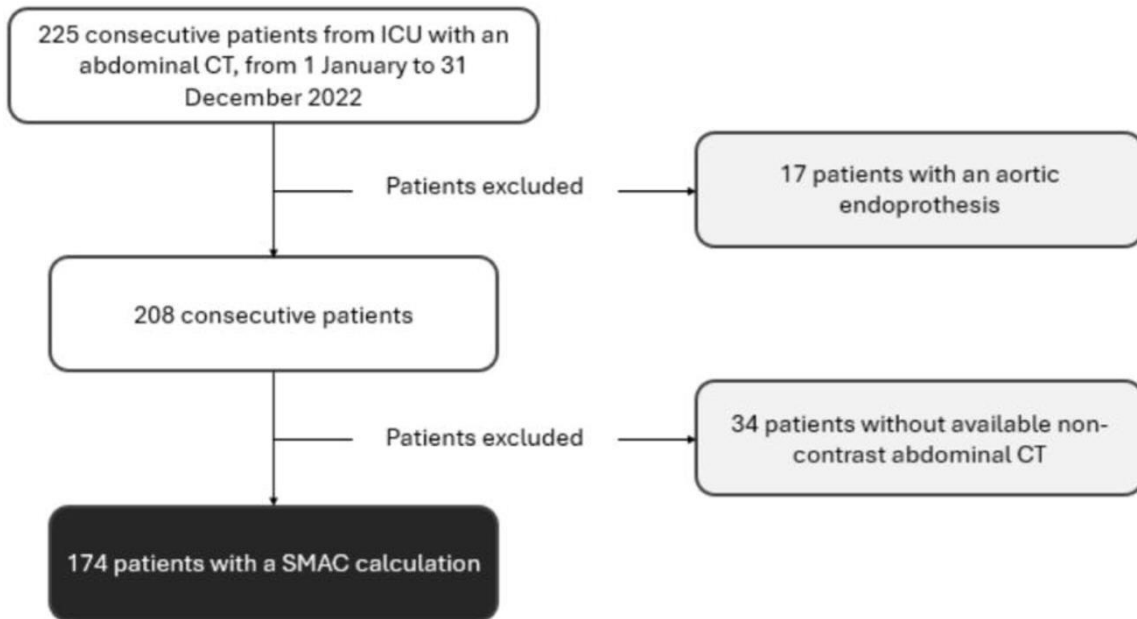 225 consecutive patients from ICU with an
abdominal CT, from 1 January to 31
December 2022
Patients excluded
17 patients with an aortic
endoprothesis
208 consecutive patients
Patients excluded
34 patients without available non-
contrast abdominal CT
174 patients with a SMAC calculation